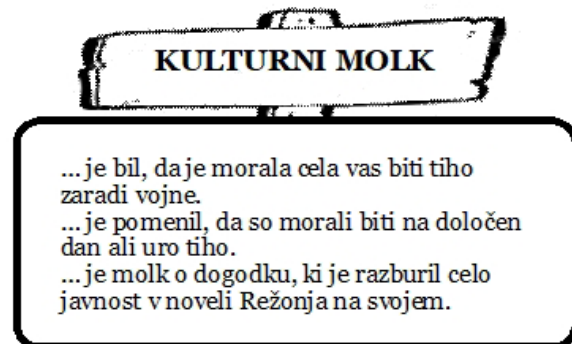 KULTURNI MOLK
...je bil, da je morala cela vas biti tiho
zaradi vojne.
...je pomenil, da so morali biti na določen
dan ali uro tiho.
...je molk o dogodku, ki je razburil celo
javnost v noveli Režonja na svojem.